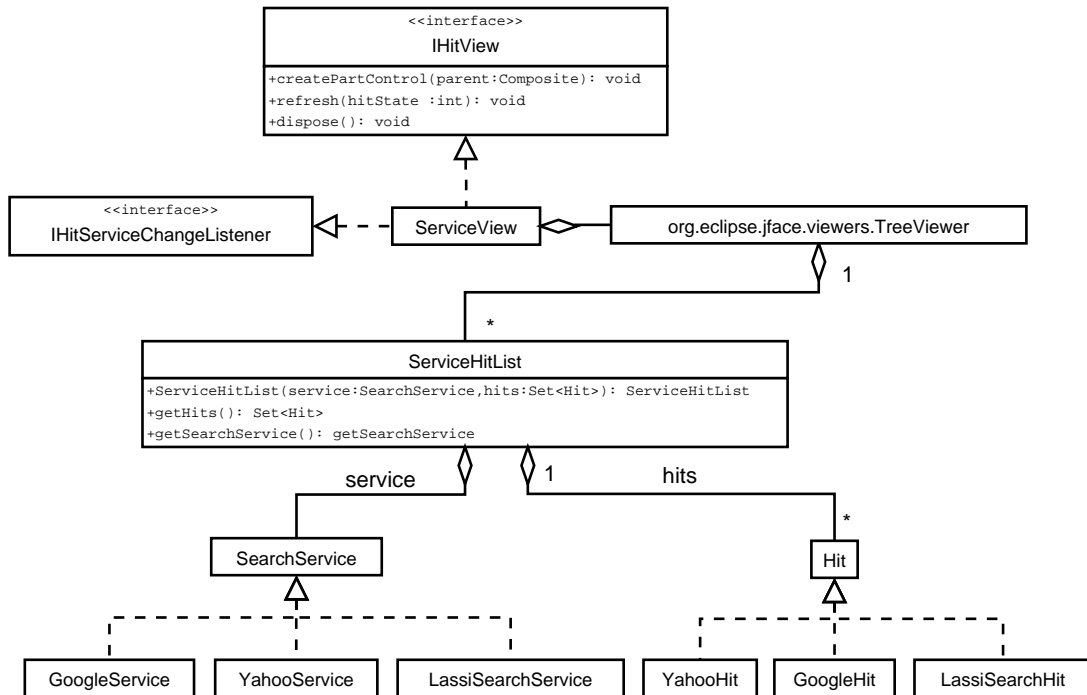 <<interface>>
IHitView
+createPartControl(parent:Composite): void
+refresh(hitState :int): void
+dispose(): void
<<interface>>
IHitServiceChangeListener
ServiceView
org.eclipse.jface.viewers.TreeViewer
1
*
ServiceHitList
+ServiceHitList(service:SearchService,hits:Set<Hit>): ServiceHitList
+getHits(): Set<Hit>
+getSearchService(): getSearchService
service
1
hits
*
SearchService
Hit
GoogleService
YahooService
LassiSearchService
YahooHit
GoogleHit
LassiSearchHit